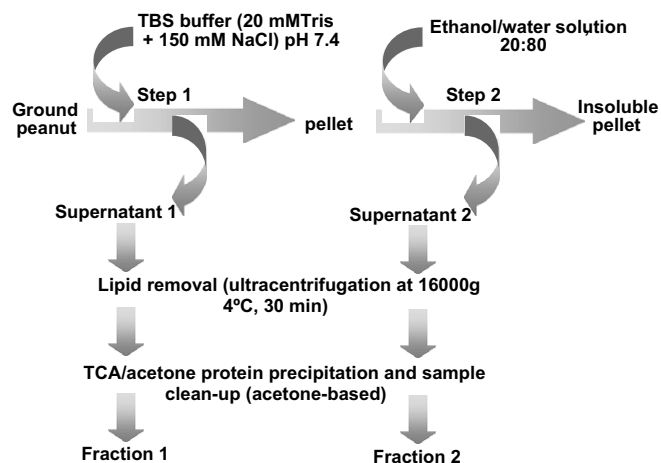 TBS buffer (20 mMTris
+ 150 mM NaCl) pH 7.4
Ethanol/water solution
20:80
Step 1
Step 2
Ground
peanut
pellet
Insoluble
pellet
Supernatant 1
Supernatant 2
Lipid removal (ultracentrifugation at 16000g
4ºC, 30 min)
TCA/acetone protein precipitation and sample
clean-up (acetone-based)
Fraction 1
Fraction 2